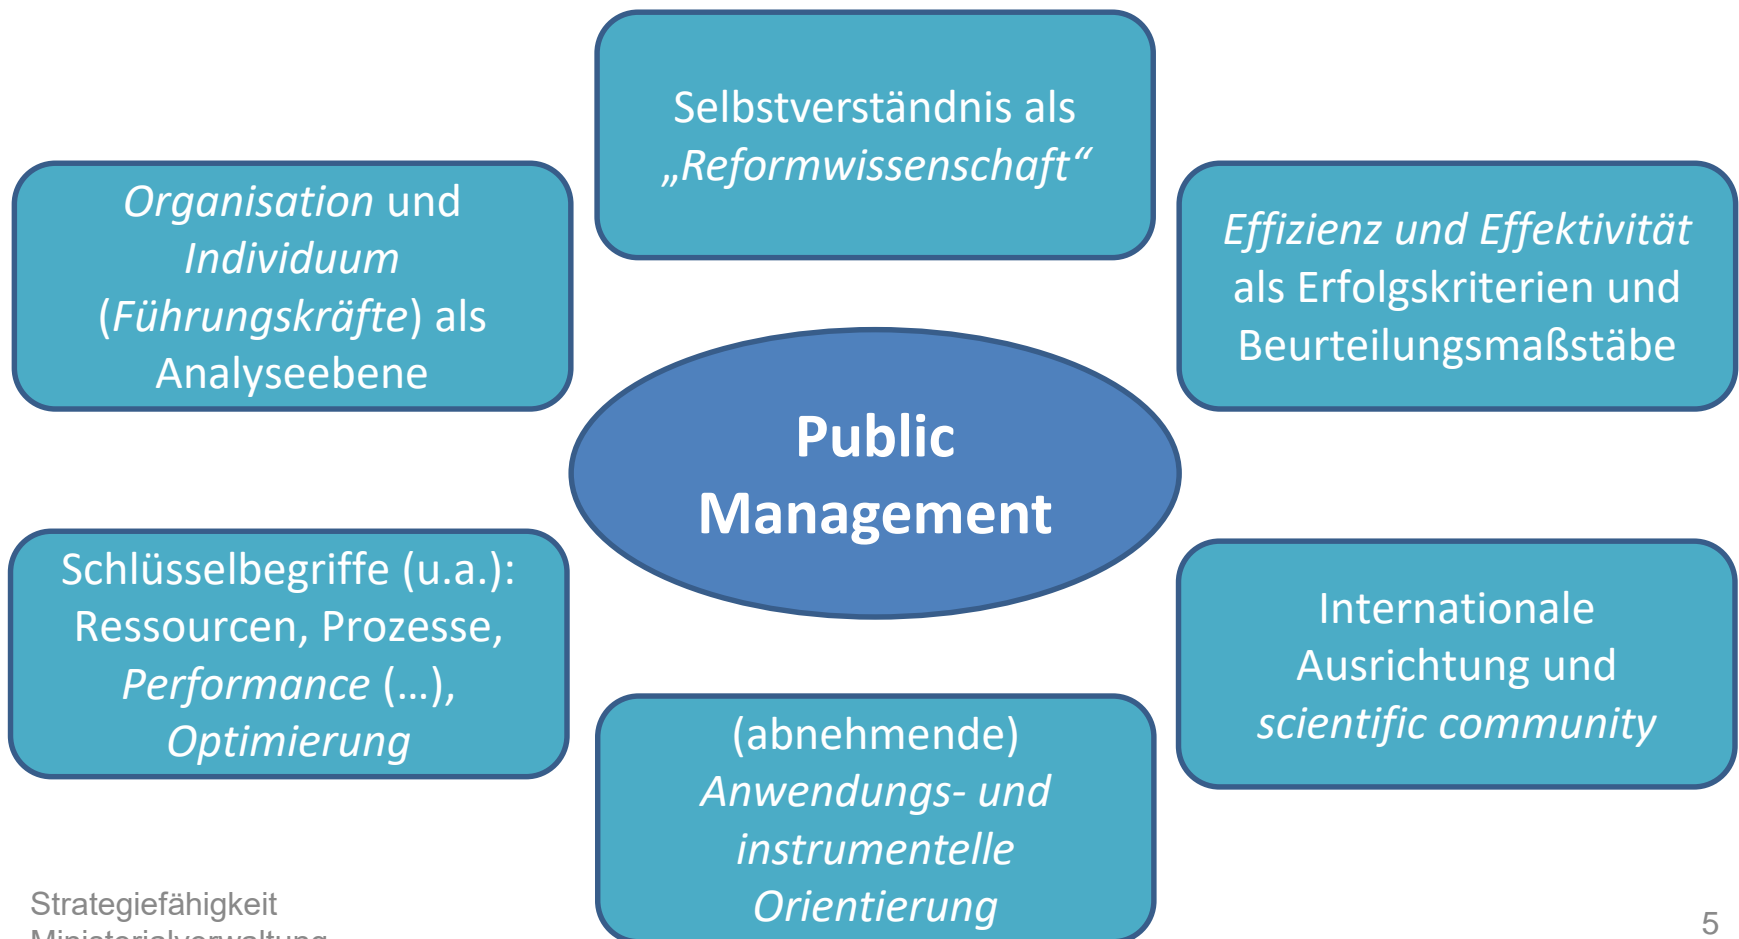 Selbstverständnis als
„Reformwissenschaft“
Organisation und
Individuum
(Führungskräfte) als
Analyseebene
Effizienz und Effektivität
als Erfolgskriterien und
Beurteilungsmaßstäbe
Public
Management
Schlüsselbegriffe (u.a.):
Ressourcen, Prozesse,
Performance (…),
Optimierung
Internationale
Ausrichtung und
scientific community
(abnehmende)
Anwendungs- und
instrumentelle
Orientierung
Strategiefähigkeit
Ministerialverwaltung
5